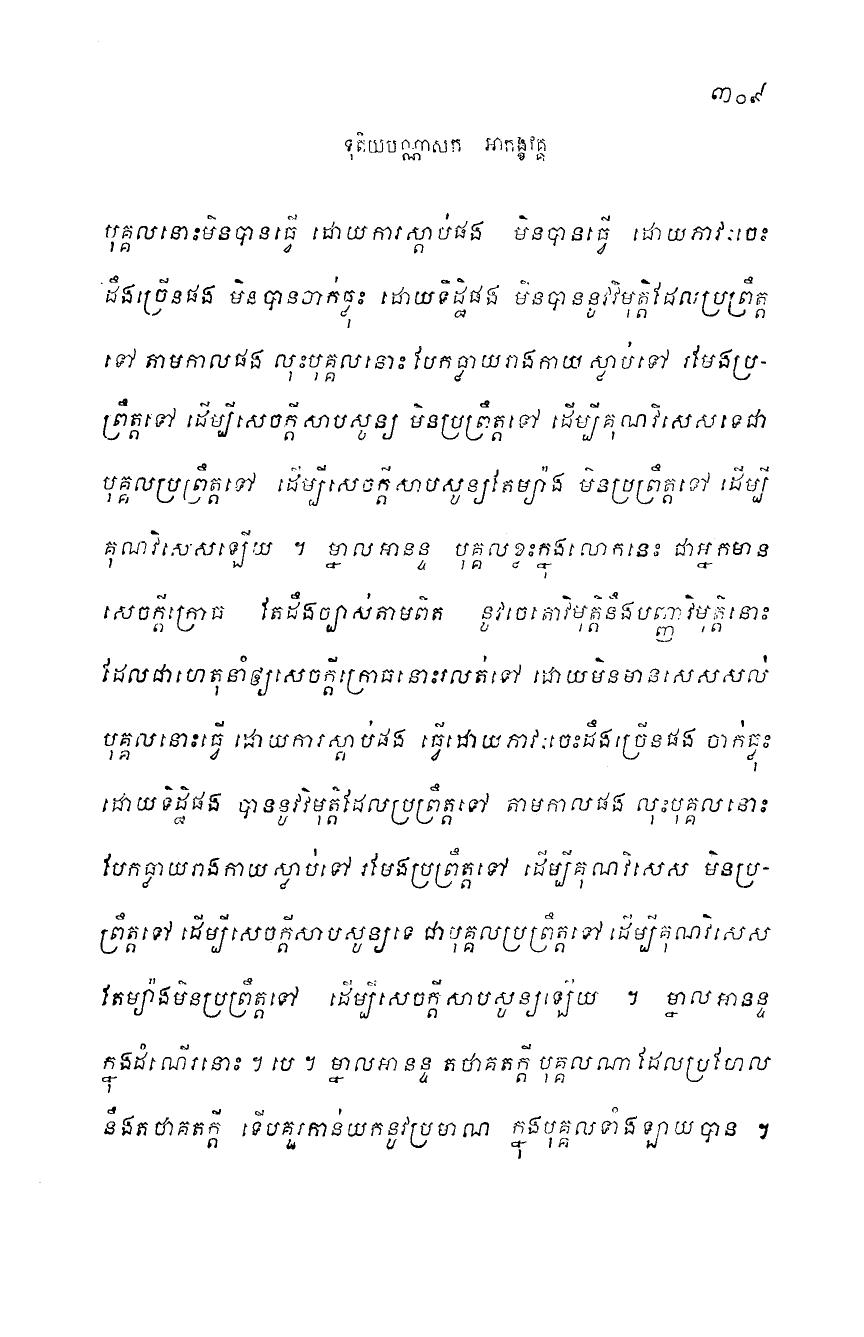 ៣០៩
ទុតិយបណ្ណាសក អាកង្ខវគ្គ
បុគ្គលនោះមិនបានធ្វើ ដោយការស្តាប់ផង មិនបានធ្វើ ដោយភាវៈចេះ
ដឹងច្រើនផង មិនបានចាក់ធ្លុះ ដោយទិដ្ឋិផង មិនបាននូវវិមុត្តិដែលប្រព្រឹត្ត
ទៅ តាមកាលផង លុះបុគ្គលនោះ បែកធ្លាយរាងកាយ ស្លាប់ទៅ រមែងប្រ-
ព្រឹត្តទៅ ដើម្បីសេចក្តីសាបសូន្យ មិនប្រព្រឹត្តទៅ ដើម្បីគុណវិសេសទេជា
បុគ្គលប្រព្រឹត្តទៅ ដើម្បីសេចក្តីសាបសូន្យតែម្យ៉ាង មិនប្រព្រឹត្តទៅ ដើម្បី
គុណវិសេសឡើយ ។ ម្នាលអានន្ទ បុគ្គលខ្លះក្នុងលោកនេះ ជាអ្នកមាន
សេចក្តីក្រោធ តែដឹងច្បាស់តាមពិត នូវចេតោវិមុត្តិនឹងបញ្ញាវិមុត្តិនោះ
ដែលជាហេតុនាំឲ្យសេចក្តីក្រោធនោះរលត់ទៅ ដោយមិនមានសេសសល់
បុគ្គលនោះធ្វើ ដោយការស្តាប់ផង ធ្វើដោយភាវៈចេះដឹងច្រើនផង ចាក់ធ្លុះ
ដោយទិដ្ឋិផង បាននូវវិមុត្តិដែលប្រព្រឹត្តទៅ តាមកាលផង លុះបុគ្គលនោះ
បែកធ្លាយរាងកាយ ស្លាប់ទៅ រមែងប្រព្រឹត្តទៅ ដើម្បីគុណវិសេស មិនប្រ-
ព្រឹត្តទៅ ដើម្បីសេចក្តីសាបសូន្យទេ ជាបុគ្គលប្រព្រឹត្តទៅ ដើម្បីគុណវិសេស
តែម្យ៉ាងមិនប្រព្រឹត្តទៅ ដើម្បីសេចក្តីសាបសូន្យឡើយ ។ ម្នាលអានន្ទ
ក្នុងដំណើរនោះ ។ បេ ។ ម្នាលអានន្ទ តថាគតក្តី បុគ្គលណាដែលប្រហែល
នឹងតថាគតក្តី ទើបគួរកាន់យកនូវប្រមាណ ក្នុងបុគ្គលទាំងឡាយបាន ។